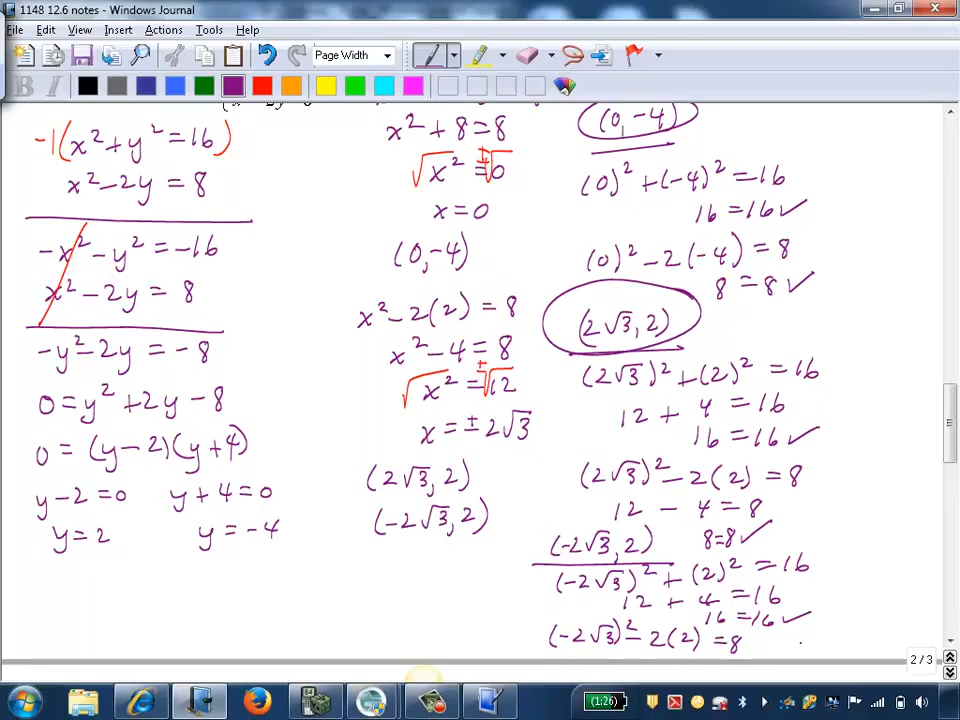 1148 12.6 notes - Windows Journal
File Edit View Insert Actions Tools Help
Page Width
B I
-1(x² + y² = 16)
x² - 2y = 8
-x² - y² = -16
x² - 2y = 8
-y² - 2y = -8
0 = y² + 2y - 8
0 = (y - 2)(y + 4)
y - 2 = 0 y + 4 = 0
y = 2 y = -4
x² + 8 = 8
√x² = ±√0
x = 0
(0, -4)
x² - 2(2) = 8
x² - 4 = 8
√x² = ±√12
x = ±2√3
(2√3, 2)
(-2√3, 2)
(0, -4)
(0)² + (-4)² = 16
16 = 16 ✓
(0)² - 2(-4) = 8
8 = 8 ✓
(2√3, 2)
(2√3)² + (2)² = 16
12 + 4 = 16
16 = 16 ✓
(2√3)² - 2(2) = 8
12 - 4 = 8
8 = 8 ✓
(-2√3, 2)
(-2√3)² + (2)² = 16
12 + 4 = 16
16 = 16 ✓
(-2√3)² - 2(2) = 8
2 / 3
(1:26)